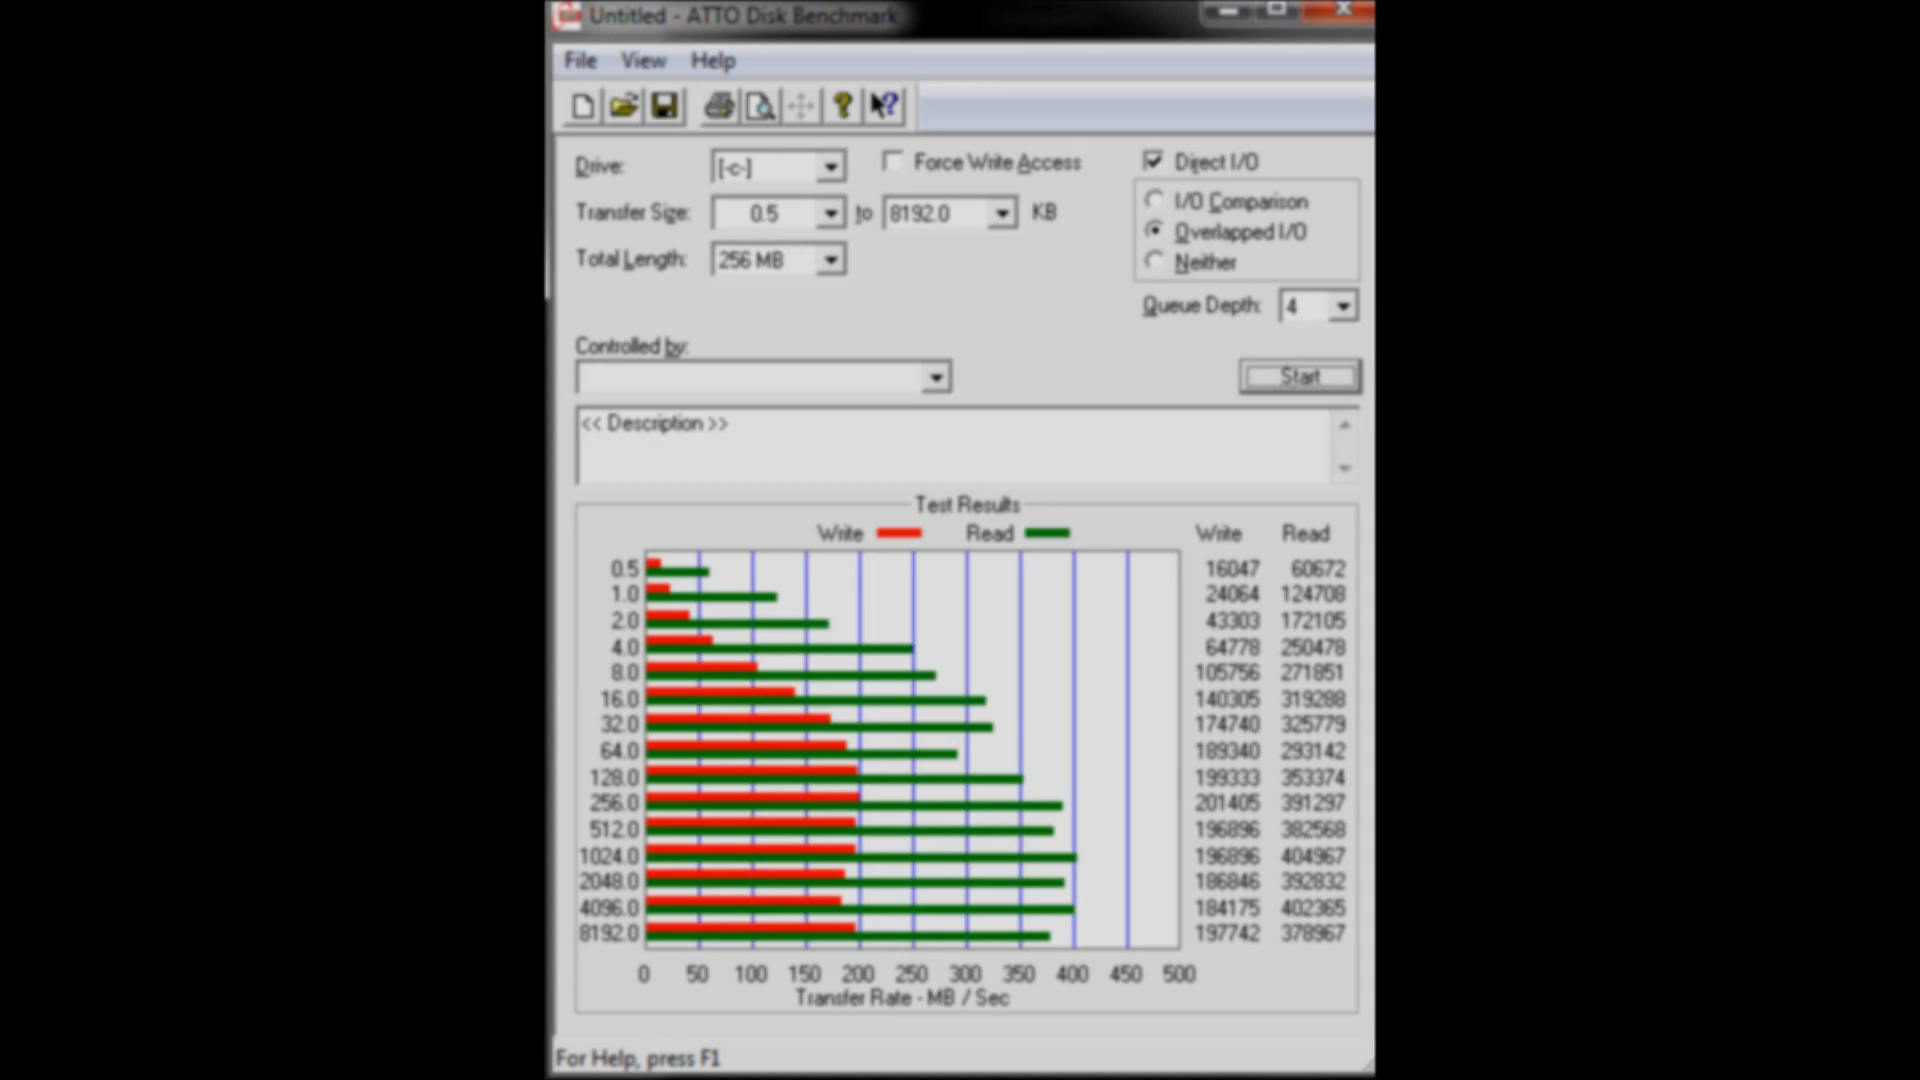 Untitled - ATTO Disk Benchmark
File View Help
Drive: [-c-] Force Write Access Direct I/O
Transfer Size: 0.5 to 8192.0 KB I/O Comparison
Overlapped I/O
Total Length: 256 MB Neither
Queue Depth: 4
Controlled by:
Start
<< Description >>
Test Results
Write Read Write Read
0.5 16047 60672
1.0 24064 124708
2.0 43303 172105
4.0 64778 250478
8.0 105756 271851
16.0 140305 319288
32.0 174740 325779
64.0 189340 293142
128.0 199333 353374
256.0 201405 391297
512.0 196896 382568
1024.0 196896 404967
2048.0 186846 392832
4096.0 184175 402365
8192.0 197742 378967
0 50 100 150 200 250 300 350 400 450 500
Transfer Rate - MB / Sec
For Help, press F1